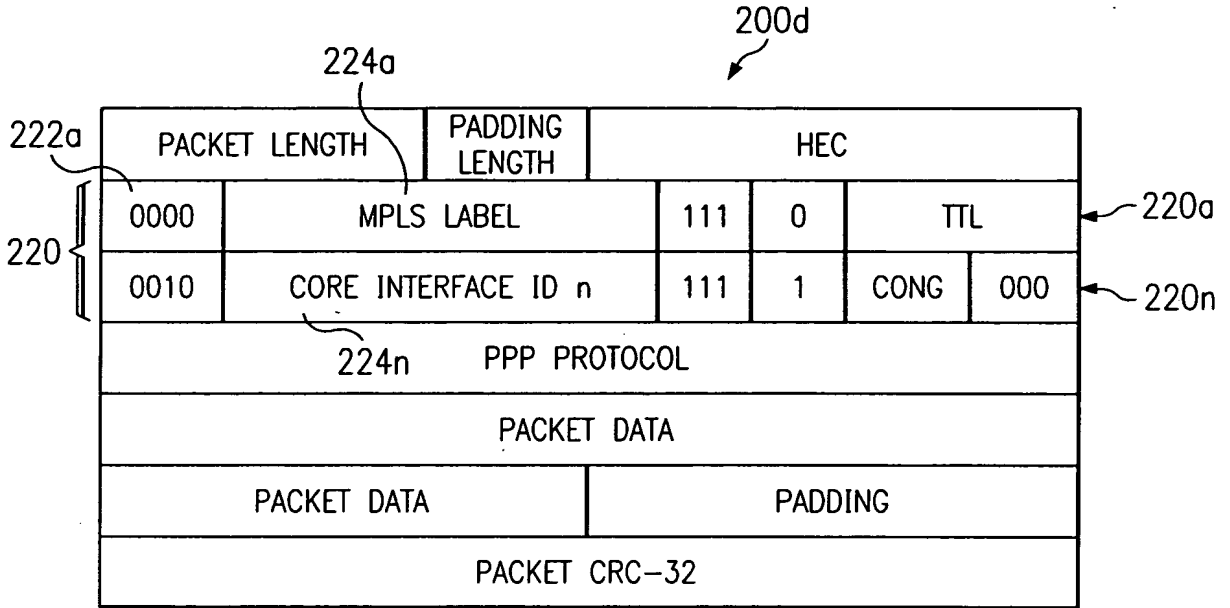 200d
224a
222a
PACKET LENGTH PADDING LENGTH HEC
220
0000 MPLS LABEL 111 0 TTL
220a
0010 CORE INTERFACE ID n 111 1 CONG 000
220n
224n
PPP PROTOCOL
PACKET DATA
PACKET DATA PADDING
PACKET CRC-32